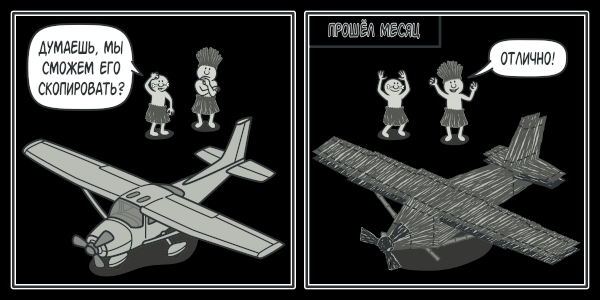 ДУМАЕШЬ, МЫ
СМОЖЕМ ЕГО
СКОПИРОВАТЬ?
ПРОШЁЛ МЕСЯЦ
ОТЛИЧНО!